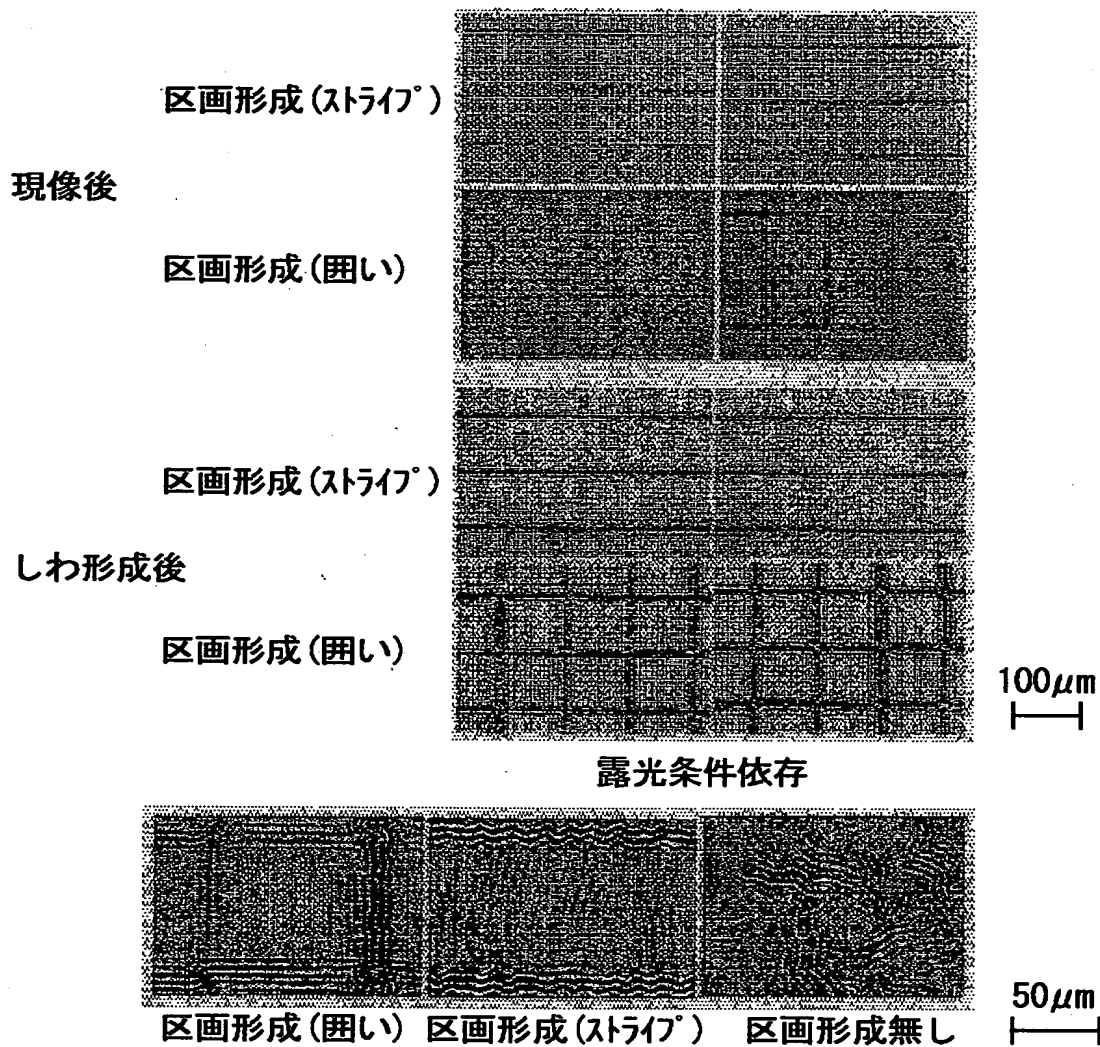 区画形成(ストライプ)
現像後
区画形成(囲い)
区画形成(ストライプ)
しわ形成後
区画形成(囲い)
100μm
露光条件依存
50μm
区画形成(囲い) 区画形成(ストライプ) 区画形成無し